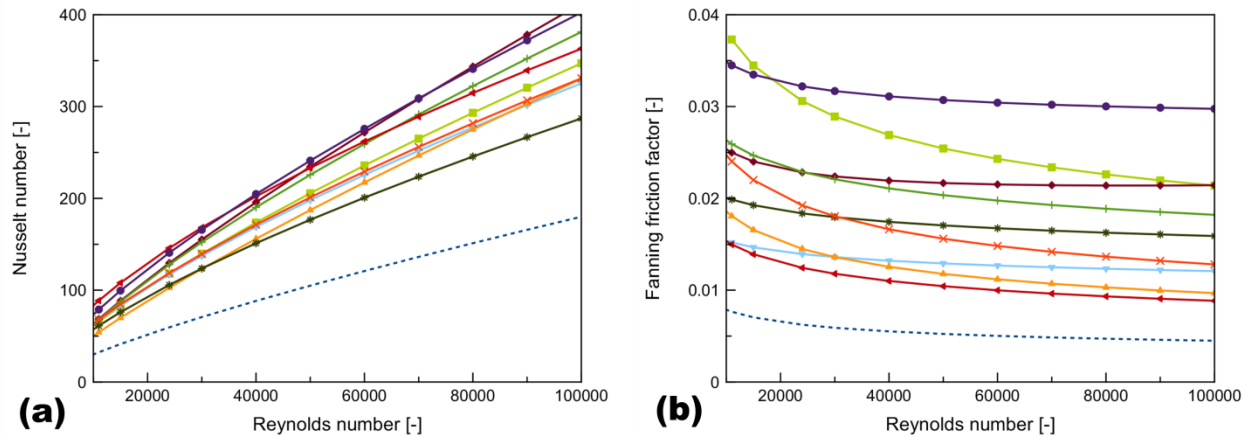 400
300
200
100
0
20000 40000 60000 80000 100000
Nusselt number [-]
Reynolds number [-]
(a)
0.04
0.03
0.02
0.01
0
20000 40000 60000 80000 100000
Fanning friction factor [-]
Reynolds number [-]
(b)